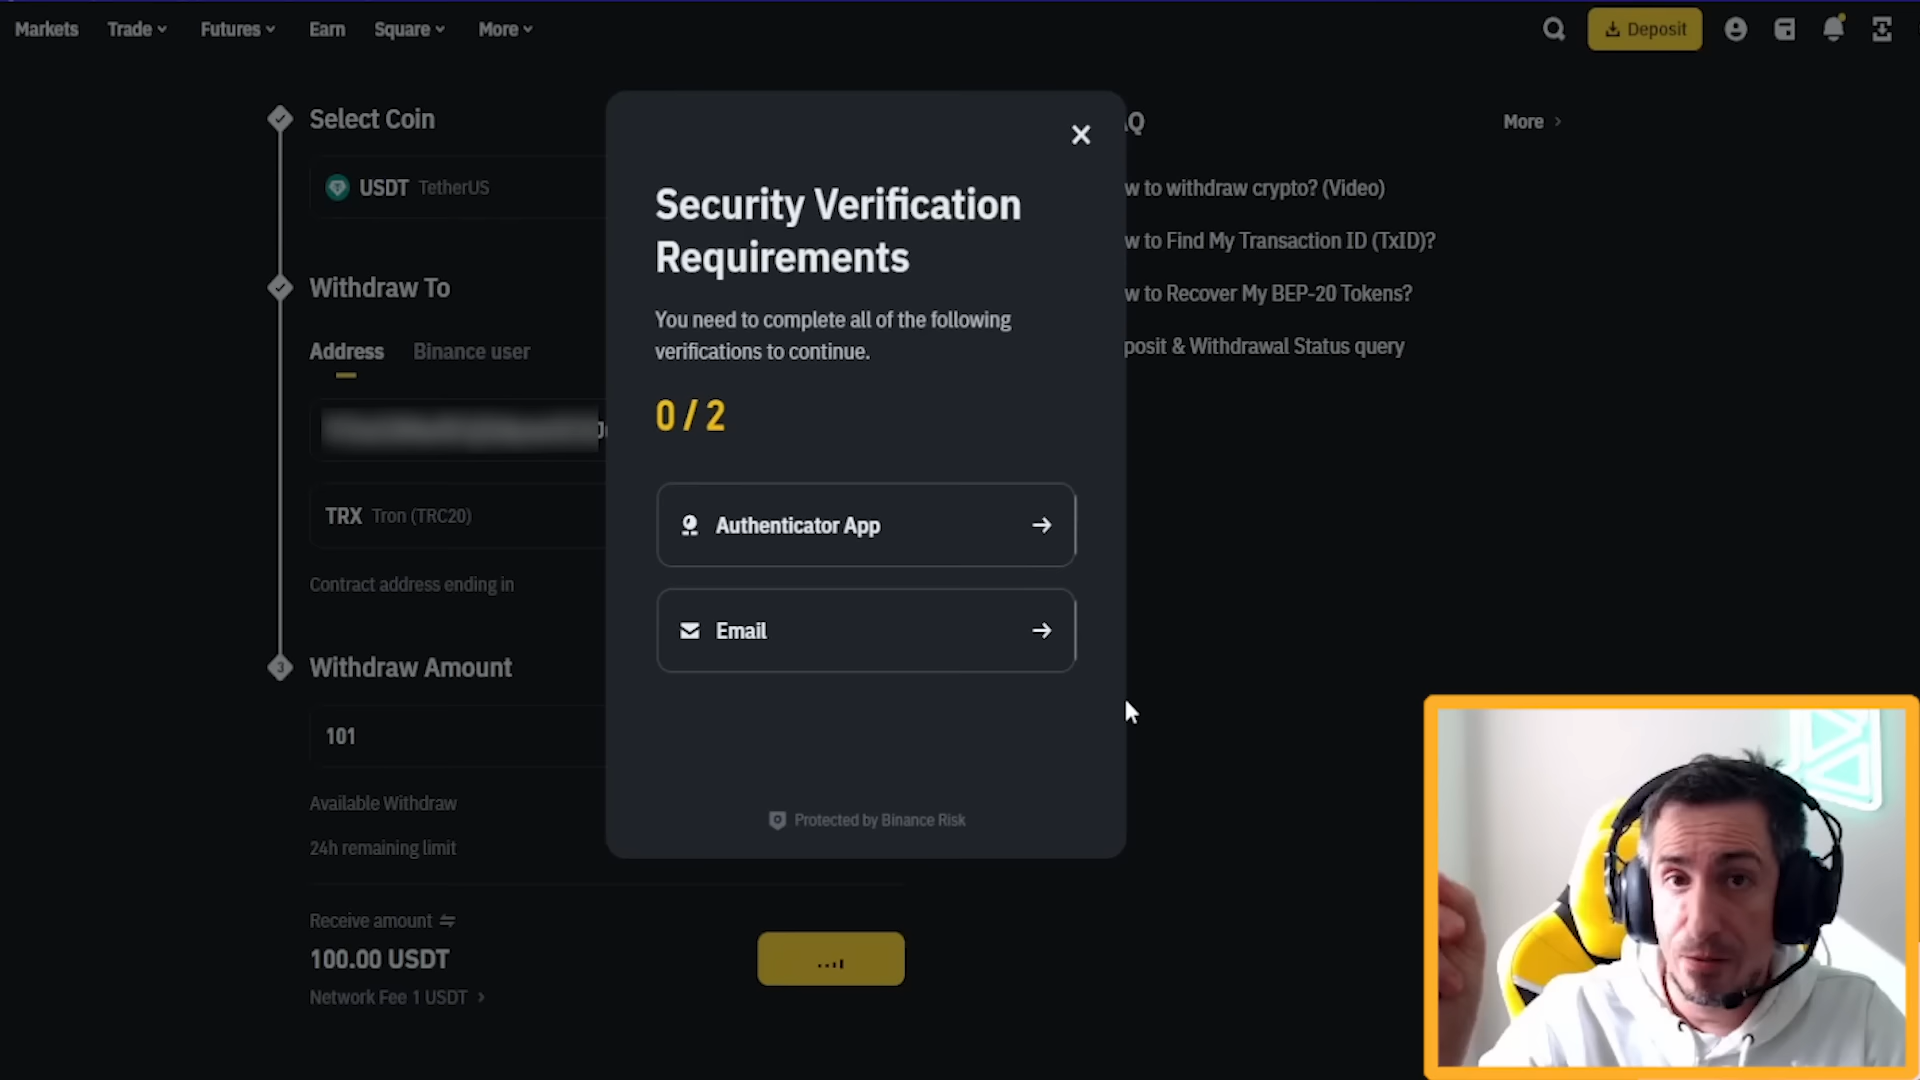 Markets Trade Futures Earn Square More
Deposit
Select Coin
USDT TetherUS
Withdraw To
Address Binance user
TRX Tron (TRC20)
Contract address ending in
3
Withdraw Amount
101
Available Withdraw
24h remaining limit
Receive amount
100.00 USDT
Network Fee 1 USDT
Security Verification
Requirements
You need to complete all of the following
verifications to continue.
0 / 2
Authenticator App
Email
Protected by Binance Risk
AQ
More
w to withdraw crypto? (Video)
w to Find My Transaction ID (TxID)?
w to Recover My BEP-20 Tokens?
posit & Withdrawal Status query